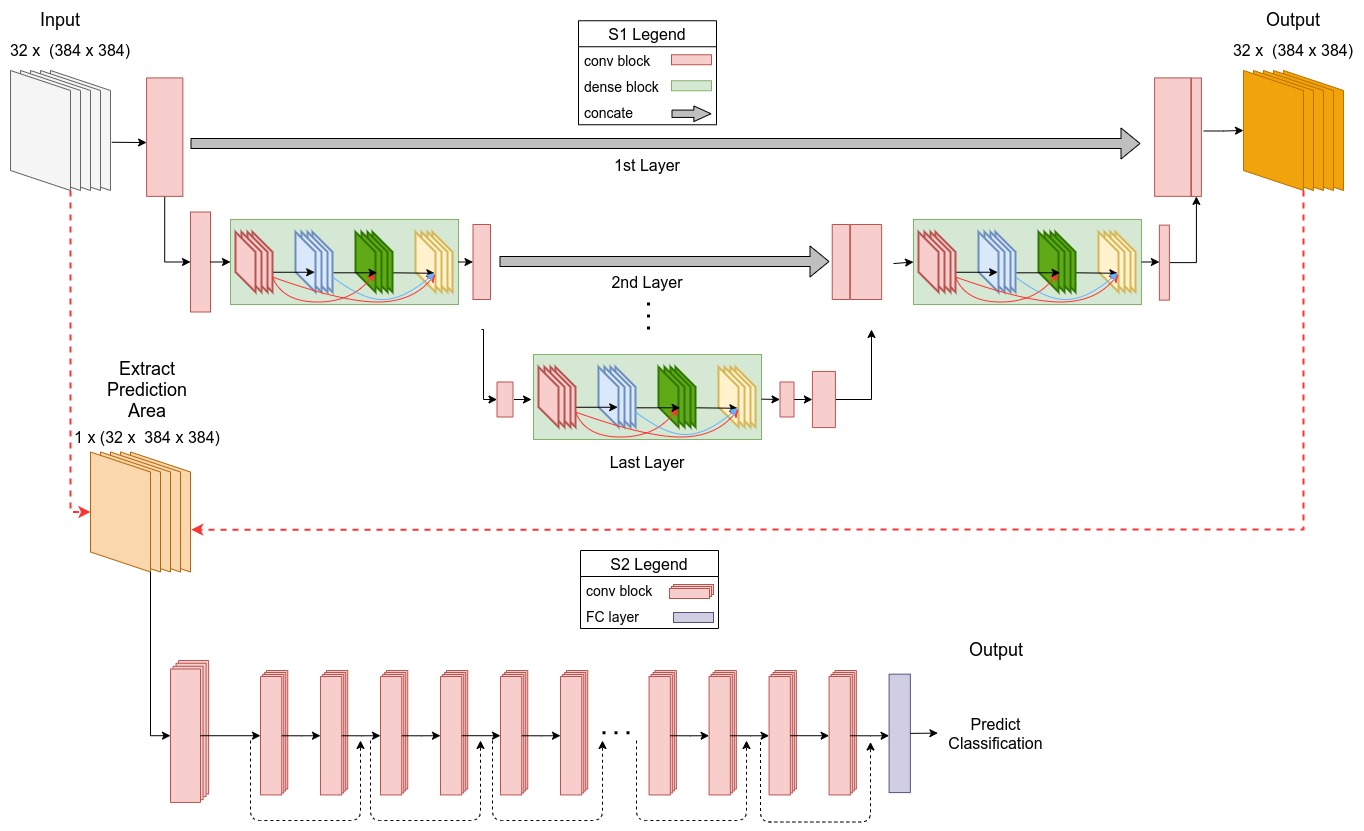 Input
32 x (384 x 384)
S1 Legend
conv block
dense block
concate
Output
32 x (384 x 384)
1st Layer
2nd Layer
Last Layer
Extract
Prediction
Area
1 x (32 x 384 x 384)
S2 Legend
conv block
FC layer
Output
Predict
Classification